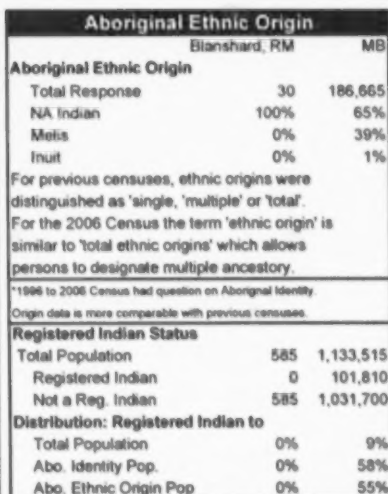 Aboriginal Ethnic Origin
Blanshard, RM MB
Aboriginal Ethnic Origin
Total Response 30 186,665
NA Indian 100% 65%
Metis 0% 39%
Inuit 0% 1%
For previous censuses, ethnic origins were
distinguished as 'single, 'multiple' or 'total'.
For the 2006 Census the term 'ethnic origin' is
similar to 'total ethnic origins' which allows
persons to designate multiple ancestory.
*1996 to 2006 Census had question on Aborignal Identity.
Origin data is more comparable with previous censuses.
Registered Indian Status
Total Population 585 1,133,515
Registered Indian 0 101,810
Not a Reg. Indian 585 1,031,700
Distribution: Registered Indian to
Total Population 0% 9%
Abo. Identity Pop. 0% 58%
Abo. Ethnic Origin Pop 0% 55%